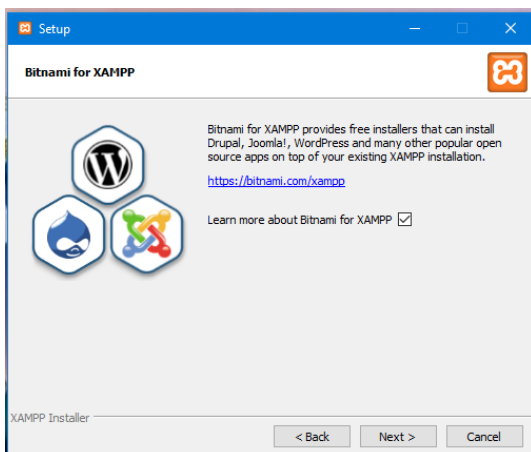 Setup
Bitnami for XAMPP
Bitnami for XAMPP provides free installers that can install
Drupal, Joomla!, WordPress and many other popular open
source apps on top of your existing XAMPP installation.
https://bitnami.com/xampp
Learn more about Bitnami for XAMPP
XAMPP Installer
< Back
Next >
Cancel